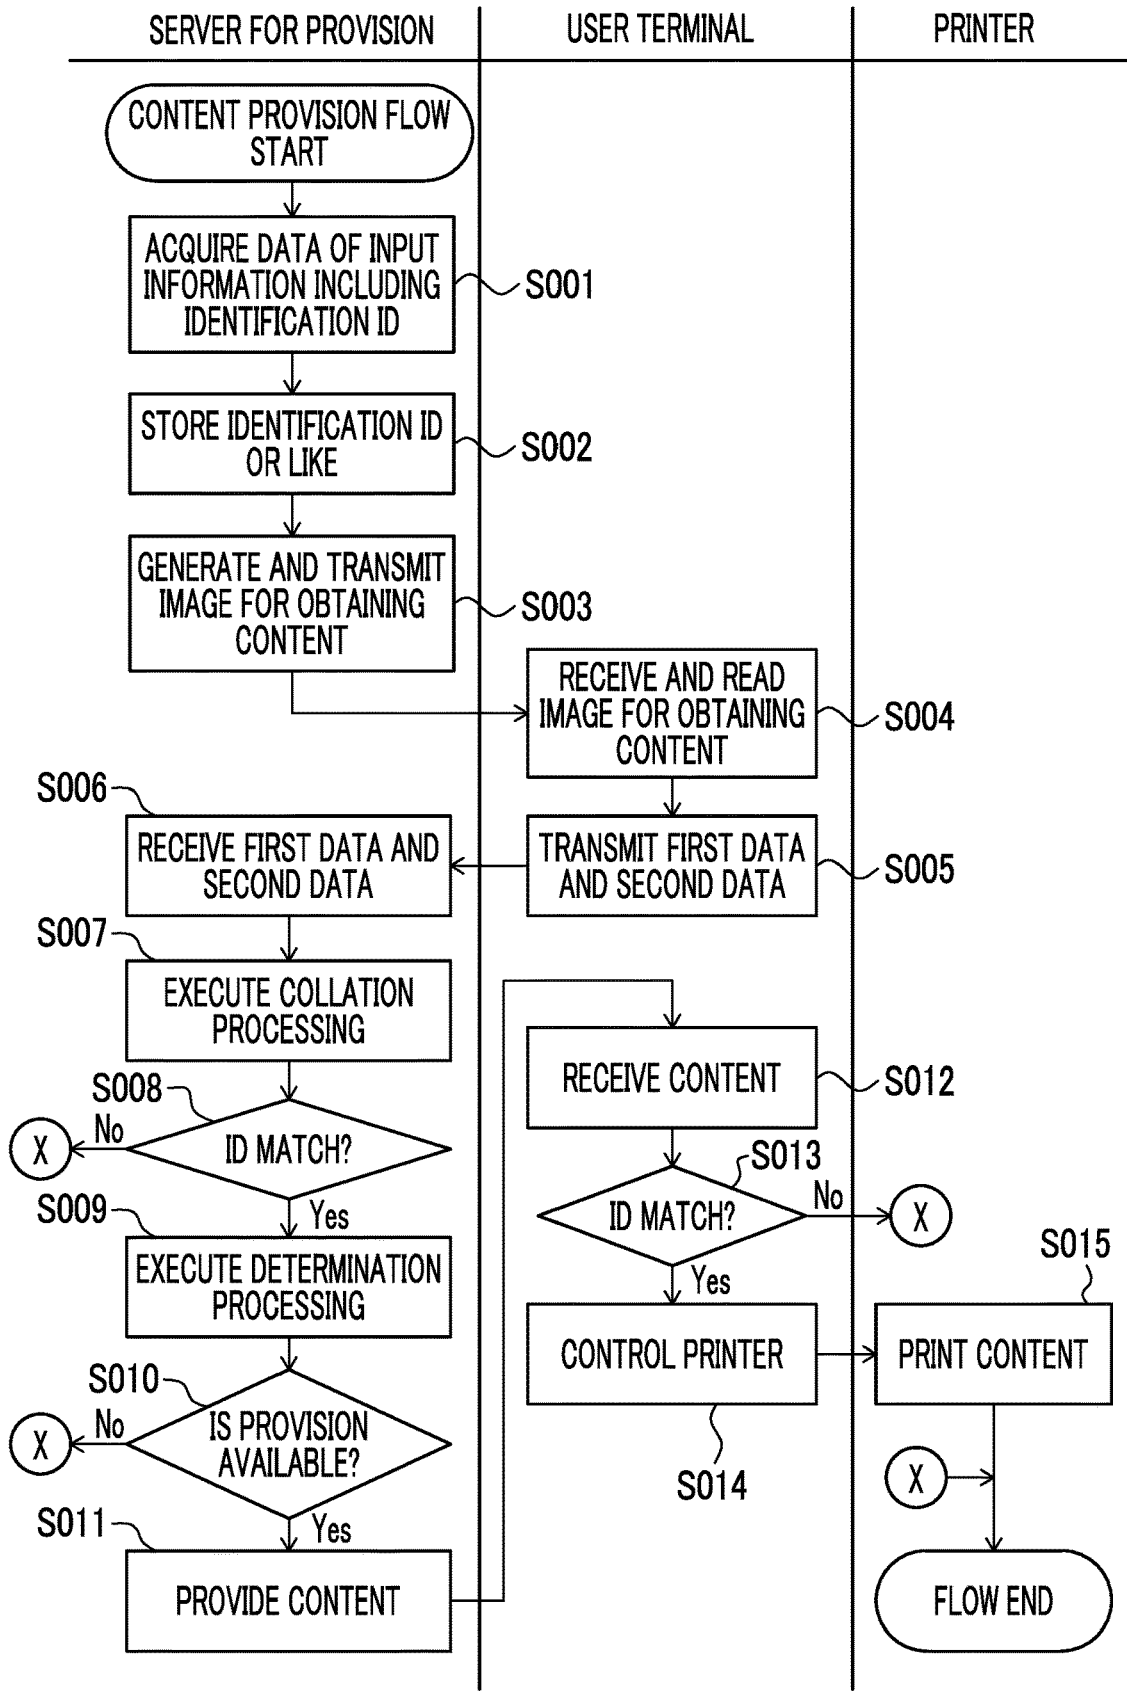 SERVER FOR PROVISION
USER TERMINAL
PRINTER
CONTENT PROVISION FLOW
START
ACQUIRE DATA OF INPUT
INFORMATION INCLUDING
IDENTIFICATION ID
S001
STORE IDENTIFICATION ID
OR LIKE
S002
GENERATE AND TRANSMIT
IMAGE FOR OBTAINING
CONTENT
S003
RECEIVE AND READ
IMAGE FOR OBTAINING
CONTENT
S004
TRANSMIT FIRST DATA
AND SECOND DATA
S005
S006
RECEIVE FIRST DATA AND
SECOND DATA
S007
EXECUTE COLLATION
PROCESSING
S008
ID MATCH?
No
X
Yes
S009
EXECUTE DETERMINATION
PROCESSING
S010
IS PROVISION
AVAILABLE?
No
X
Yes
S011
PROVIDE CONTENT
RECEIVE CONTENT
S012
S013
ID MATCH?
No
X
Yes
CONTROL PRINTER
S014
S015
PRINT CONTENT
X
FLOW END